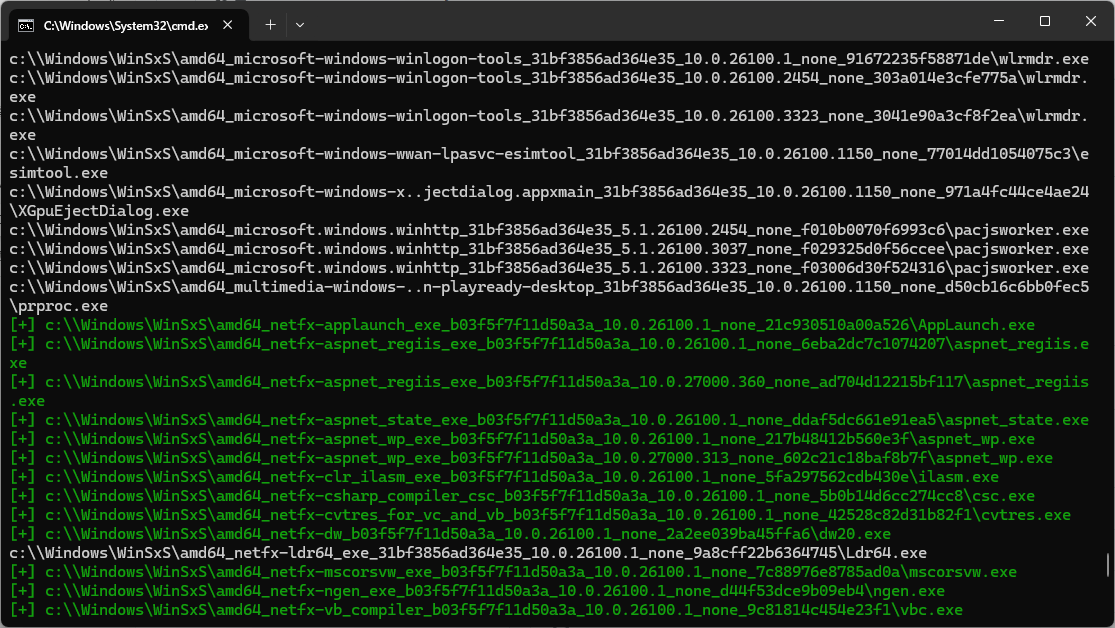 C:\Windows\System32\cmd.ex
c:\\Windows\WinSxS\amd64_microsoft-windows-winlogon-tools_31bf3856ad364e35_10.0.26100.1_none_91672235f58871de\wlrmdr.exe
c:\\Windows\WinSxS\amd64_microsoft-windows-winlogon-tools_31bf3856ad364e35_10.0.26100.2454_none_303a014e3cfe775a\wlrmdr.
exe
c:\\Windows\WinSxS\amd64_microsoft-windows-winlogon-tools_31bf3856ad364e35_10.0.26100.3323_none_3041e90a3cf8f2ea\wlrmdr.
exe
c:\\Windows\WinSxS\amd64_microsoft-windows-wwan-lpasvc-esimtool_31bf3856ad364e35_10.0.26100.1150_none_77014dd1054075c3\e
simtool.exe
c:\\Windows\WinSxS\amd64_microsoft-windows-x..jectdialog.appxmain_31bf3856ad364e35_10.0.26100.1150_none_971a4fc44ce4ae24
\XGpuEjectDialog.exe
c:\\Windows\WinSxS\amd64_microsoft.windows.winhttp_31bf3856ad364e35_5.1.26100.2454_none_f010b0070f6993c6\pacjsworker.exe
c:\\Windows\WinSxS\amd64_microsoft.windows.winhttp_31bf3856ad364e35_5.1.26100.3037_none_f029325d0f56ccee\pacjsworker.exe
c:\\Windows\WinSxS\amd64_microsoft.windows.winhttp_31bf3856ad364e35_5.1.26100.3323_none_f03006d30f524316\pacjsworker.exe
c:\\Windows\WinSxS\amd64_multimedia-windows-..n-playready-desktop_31bf3856ad364e35_10.0.26100.1150_none_d50cb16c6bb0fec5
\prproc.exe
[+] c:\\Windows\WinSxS\amd64_netfx-applaunch_exe_b03f5f7f11d50a3a_10.0.26100.1_none_21c930510a00a526\AppLaunch.exe
[+] c:\\Windows\WinSxS\amd64_netfx-aspnet_regiis_exe_b03f5f7f11d50a3a_10.0.26100.1_none_6eba2dc7c1074207\aspnet_regiis.e
xe
[+] c:\\Windows\WinSxS\amd64_netfx-aspnet_regiis_exe_b03f5f7f11d50a3a_10.0.27000.360_none_ad704d12215bf117\aspnet_regiis
.exe
[+] c:\\Windows\WinSxS\amd64_netfx-aspnet_state_exe_b03f5f7f11d50a3a_10.0.26100.1_none_ddaf5dc661e91ea5\aspnet_state.exe
[+] c:\\Windows\WinSxS\amd64_netfx-aspnet_wp_exe_b03f5f7f11d50a3a_10.0.26100.1_none_217b48412b560e3f\aspnet_wp.exe
[+] c:\\Windows\WinSxS\amd64_netfx-aspnet_wp_exe_b03f5f7f11d50a3a_10.0.27000.313_none_602c21c18baf8b7f\aspnet_wp.exe
[+] c:\\Windows\WinSxS\amd64_netfx-clr_ilasm_exe_b03f5f7f11d50a3a_10.0.26100.1_none_5fa297562cdb430e\ilasm.exe
[+] c:\\Windows\WinSxS\amd64_netfx-csharp_compiler_csc_b03f5f7f11d50a3a_10.0.26100.1_none_5b0b14d6cc274cc8\csc.exe
[+] c:\\Windows\WinSxS\amd64_netfx-cvtres_for_vc_and_vb_b03f5f7f11d50a3a_10.0.26100.1_none_42528c82d31b82f1\cvtres.exe
[+] c:\\Windows\WinSxS\amd64_netfx-dw_b03f5f7f11d50a3a_10.0.26100.1_none_2a2ee039ba45ffa6\dw20.exe
c:\\Windows\WinSxS\amd64_netfx-ldr64_exe_31bf3856ad364e35_10.0.26100.1_none_9a8cff22b6364745\Ldr64.exe
[+] c:\\Windows\WinSxS\amd64_netfx-mscorsvw_exe_b03f5f7f11d50a3a_10.0.26100.1_none_7c88976e8785ad0a\mscorsvw.exe
[+] c:\\Windows\WinSxS\amd64_netfx-ngen_exe_b03f5f7f11d50a3a_10.0.26100.1_none_d44f53dce9b09eb4\ngen.exe
[+] c:\\Windows\WinSxS\amd64_netfx-vb_compiler_b03f5f7f11d50a3a_10.0.26100.1_none_9c81814c454e23f1\vbc.exe